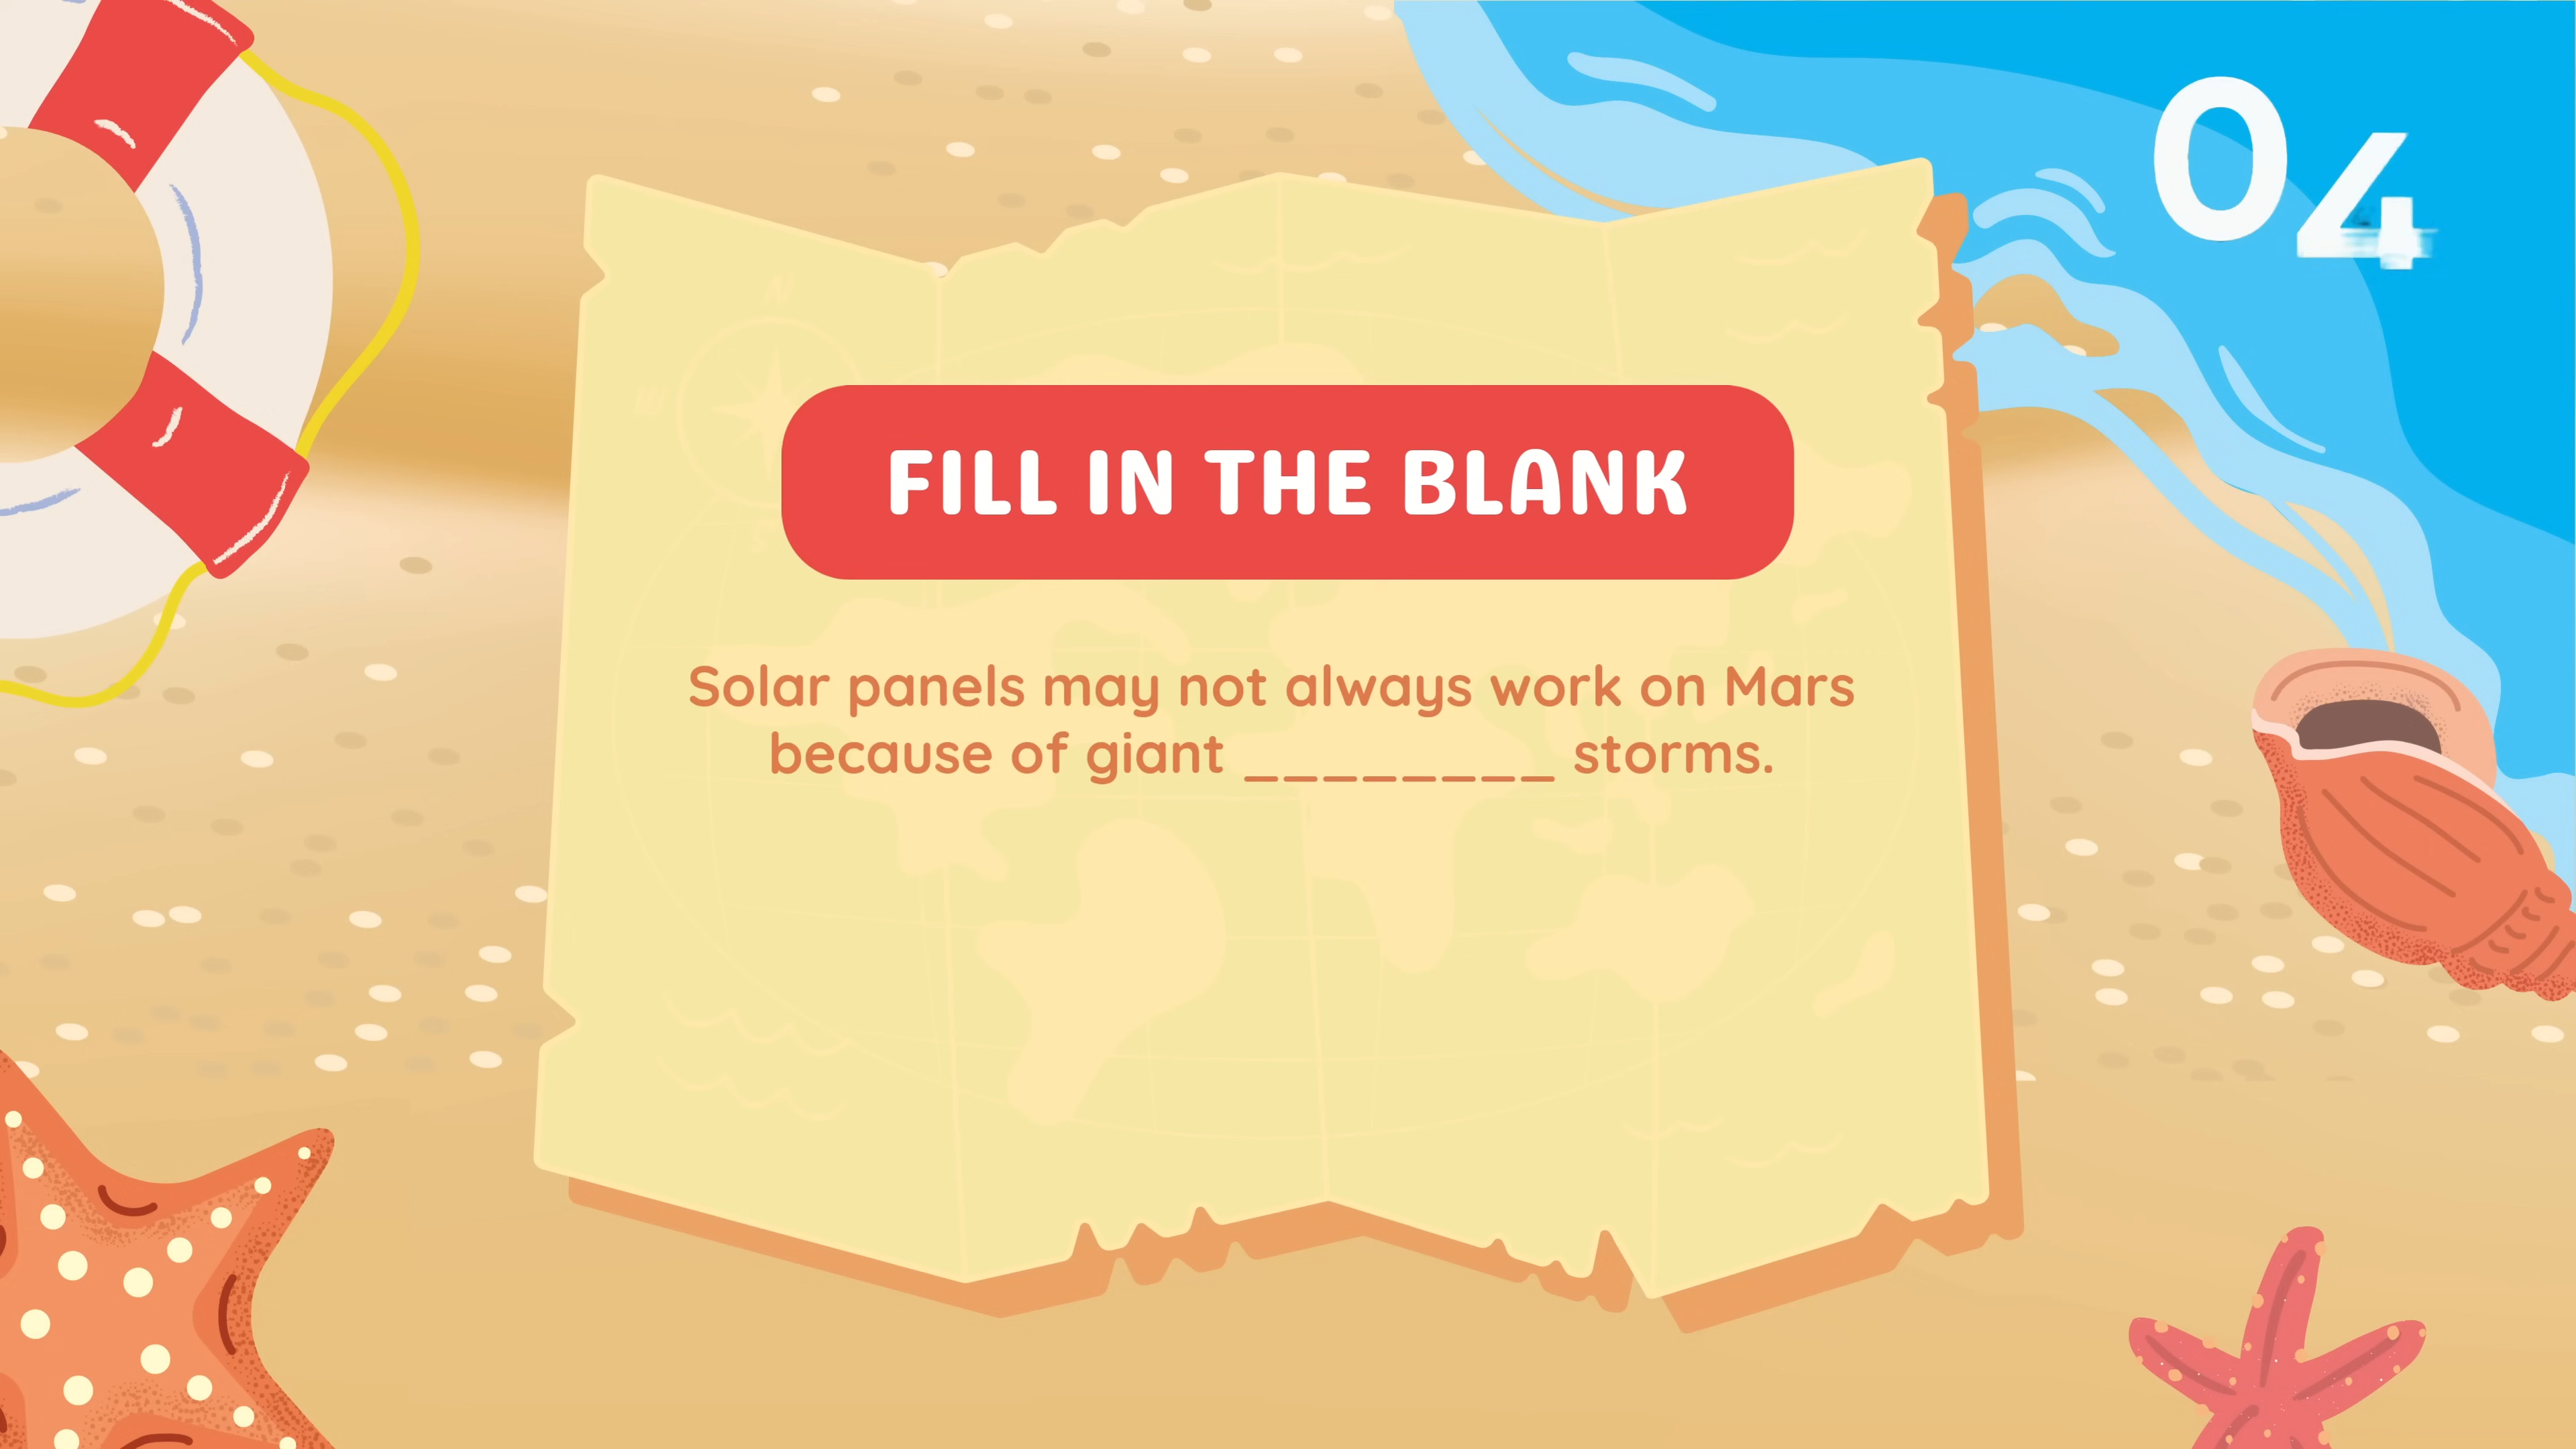 04
FILL IN THE BLANK
Solar panels may not always work on Mars
because of giant ________ storms.